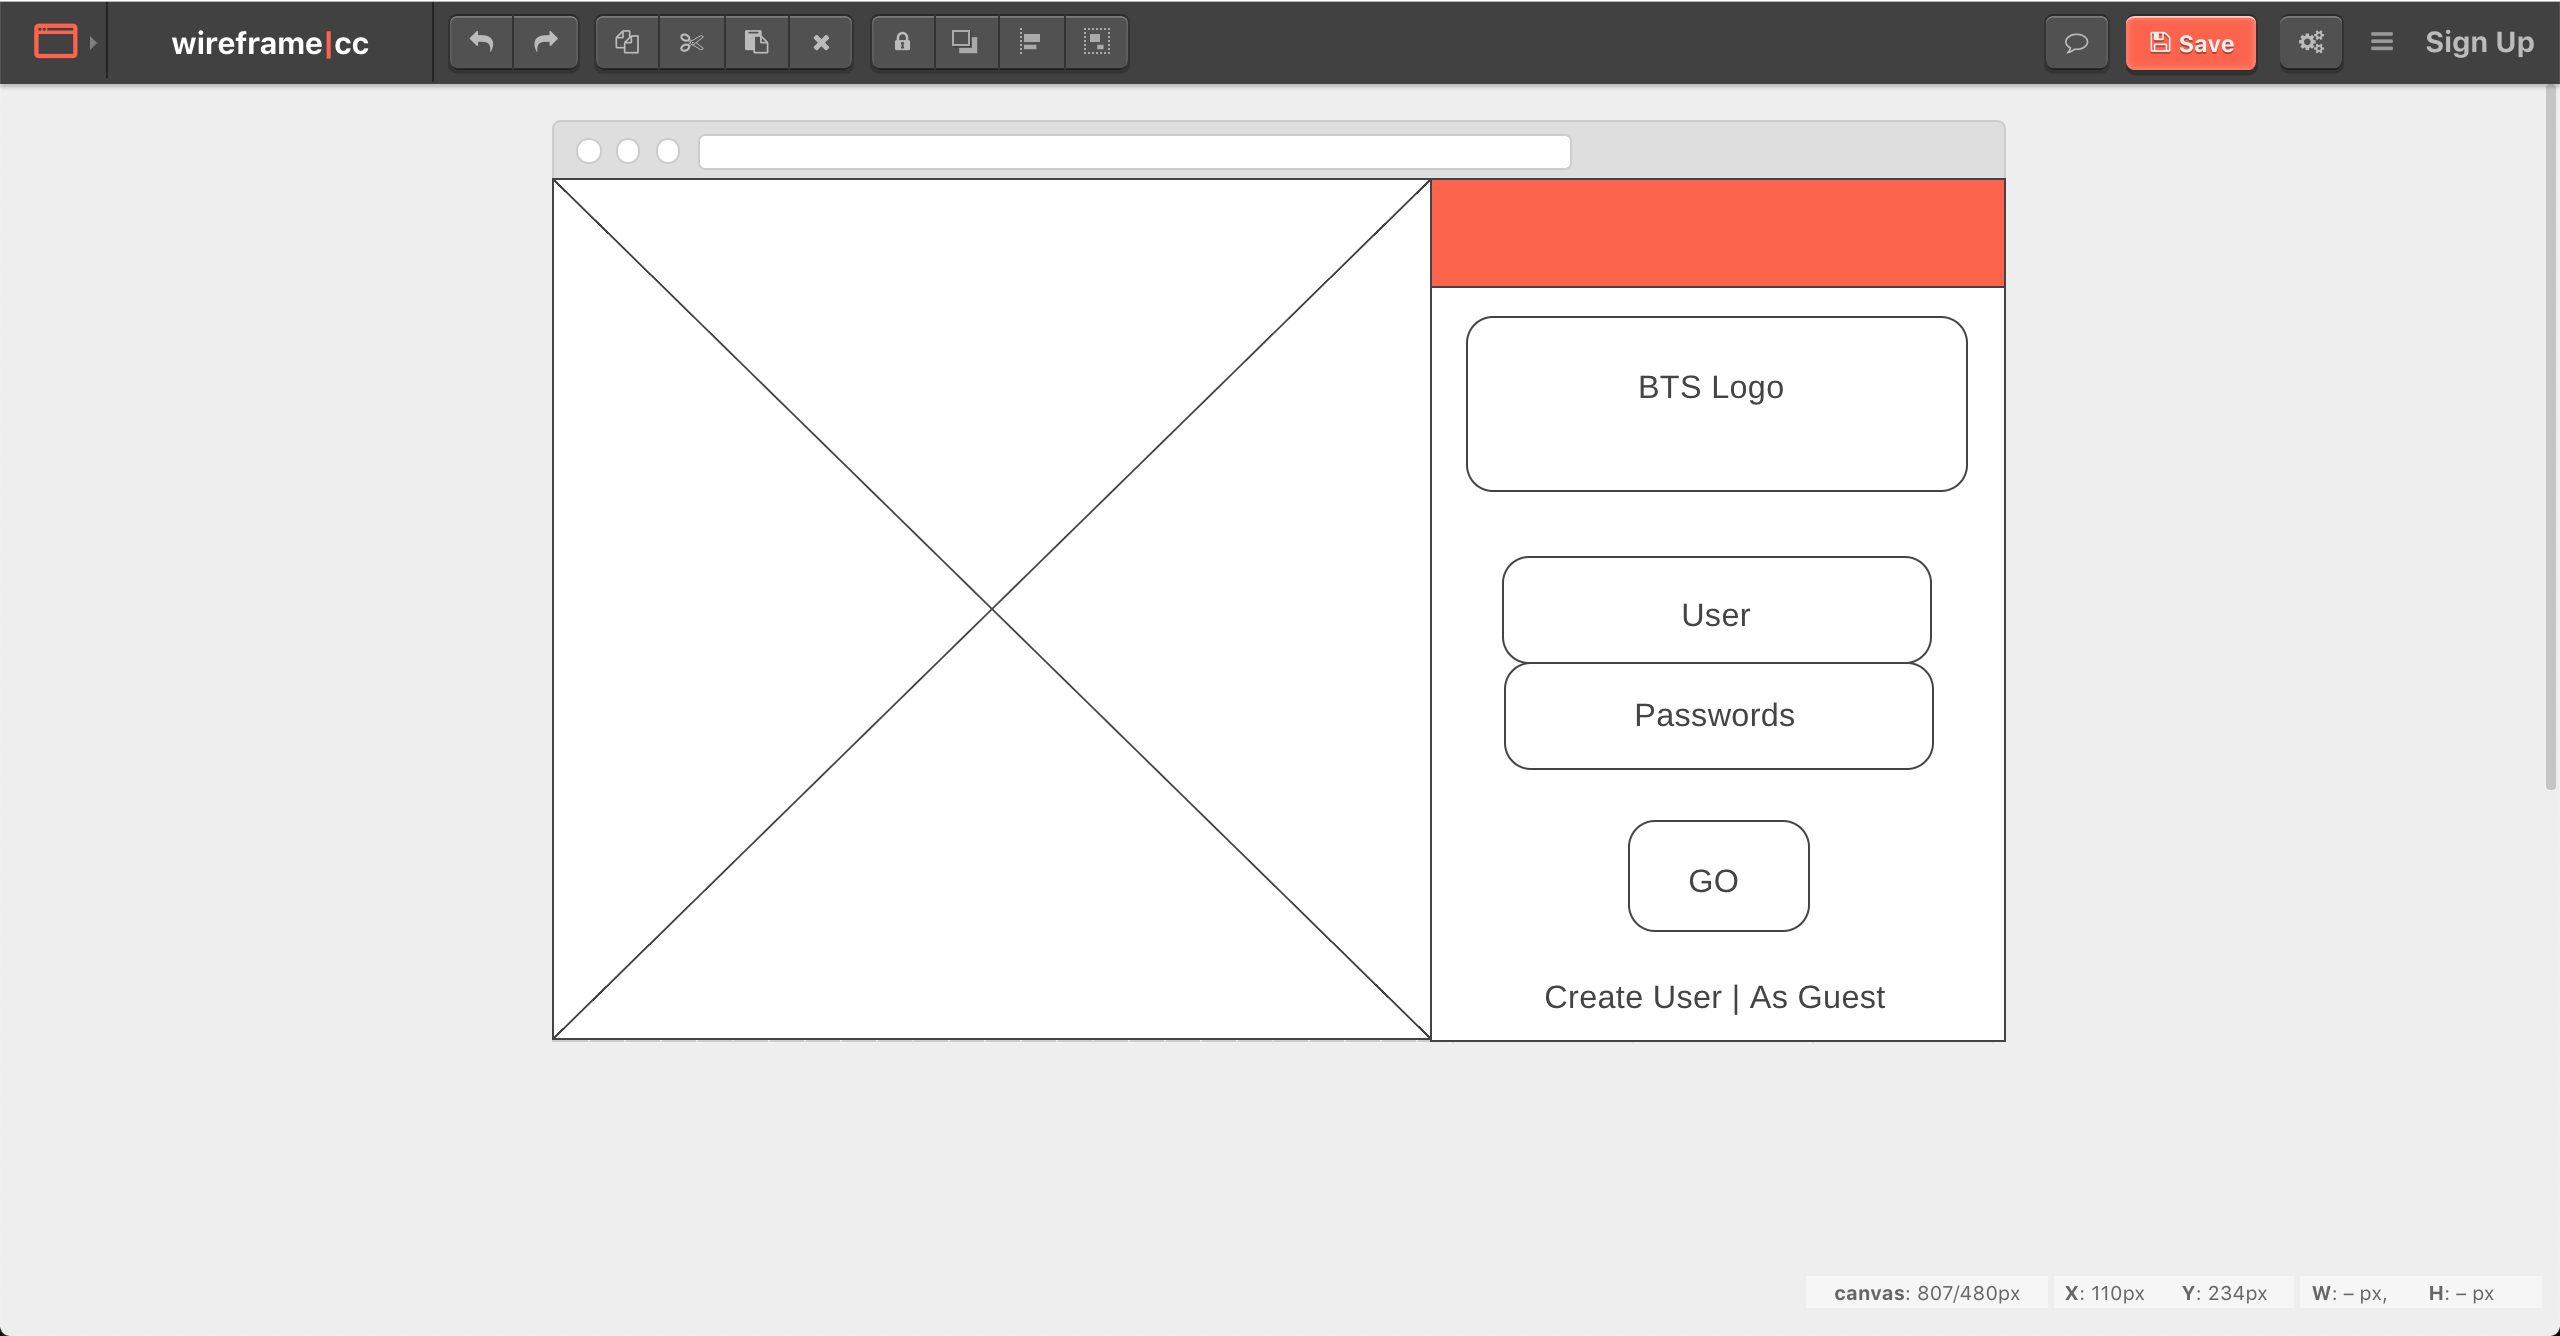 wireframe|cc
Save
Sign Up
BTS Logo
User
Passwords
GO
Create User | As Guest
canvas: 807/480px X: 110px Y: 234px W: – px, H: – px